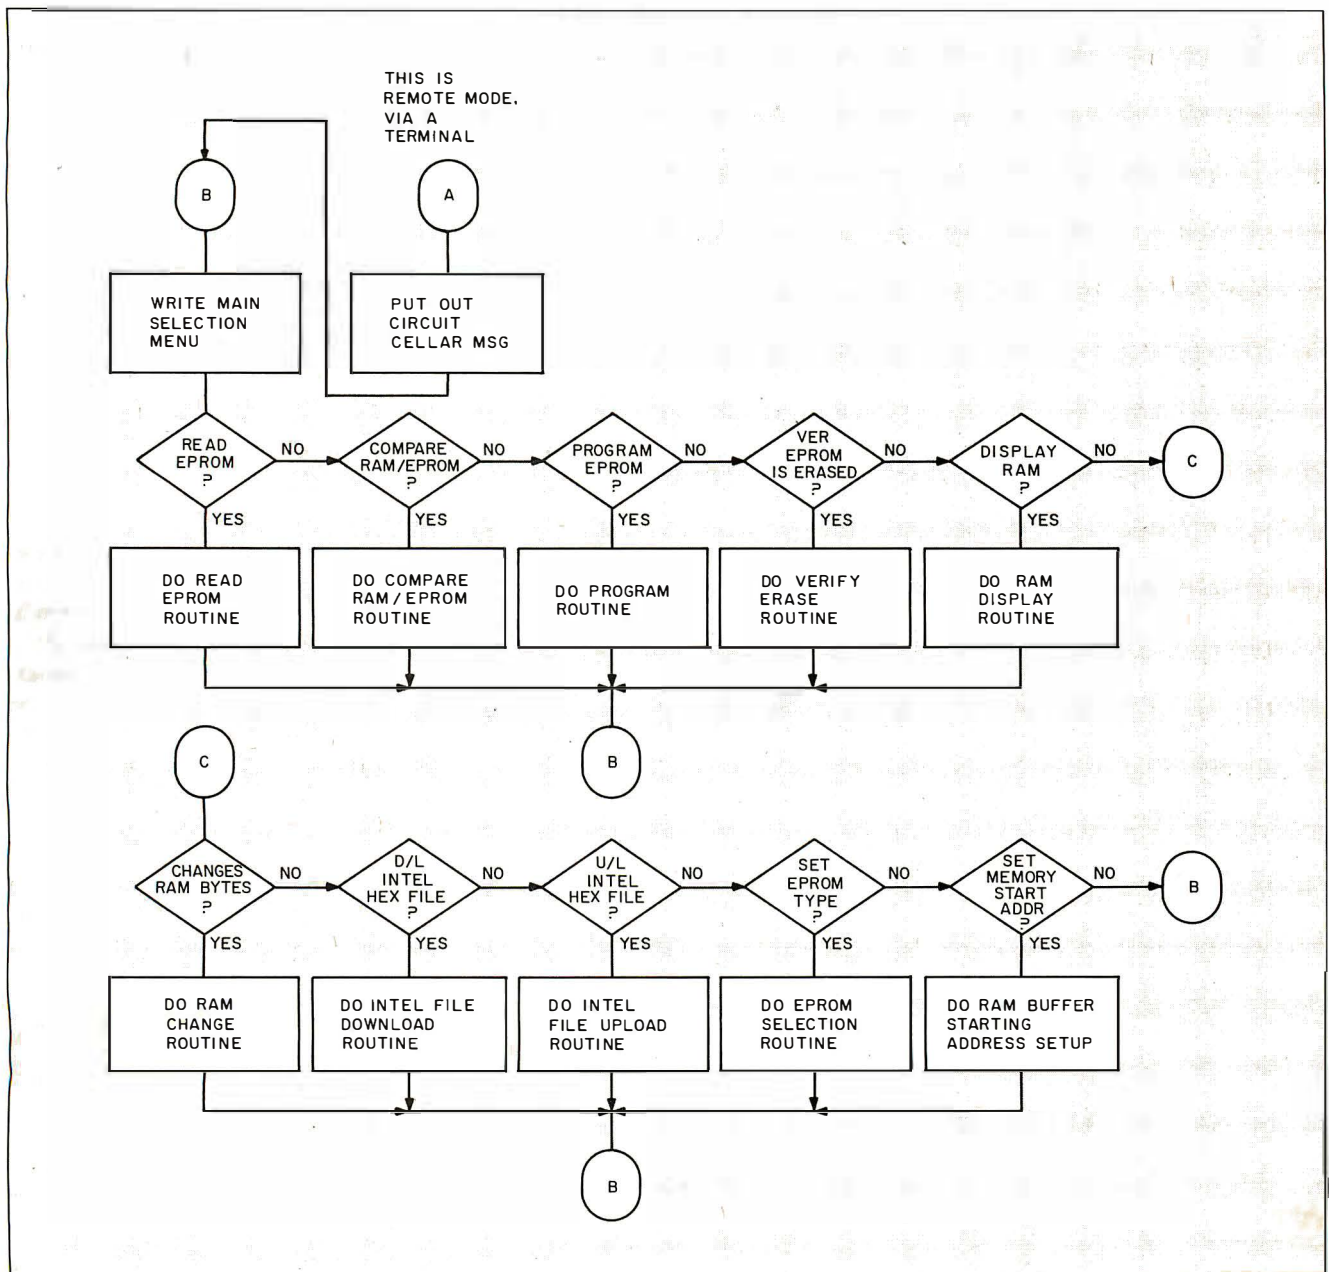 THIS IS
REMOTE MODE,
VIA A
TERMINAL
B
A
WRITE MAIN
SELECTION
MENU
PUT OUT
CIRCUIT
CELLAR MSG
READ
EPROM
?
NO
COMPARE
RAM/EPROM
?
NO
PROGRAM
EPROM
?
NO
VER
EPROM
IS ERASED
?
NO
DISPLAY
RAM
?
NO
C
YES
YES
YES
YES
YES
DO READ
EPROM
ROUTINE
DO COMPARE
RAM/EPROM
ROUTINE
DO PROGRAM
ROUTINE
DO VERIFY
ERASE
ROUTINE
DO RAM
DISPLAY
ROUTINE
C
B
CHANGES
RAM BYTES
?
NO
D/L
INTEL
HEX FILE
?
NO
U/L
INTEL
HEX FILE
?
NO
SET
EPROM
TYPE
?
NO
SET
MEMORY
START
ADDR
?
NO
B
YES
YES
YES
YES
YES
DO RAM
CHANGE
ROUTINE
DO INTEL FILE
DOWNLOAD
ROUTINE
DO INTEL
FILE UPLOAD
ROUTINE
DO EPROM
SELECTION
ROUTINE
DO RAM BUFFER
STARTING
ADDRESS SETUP
B